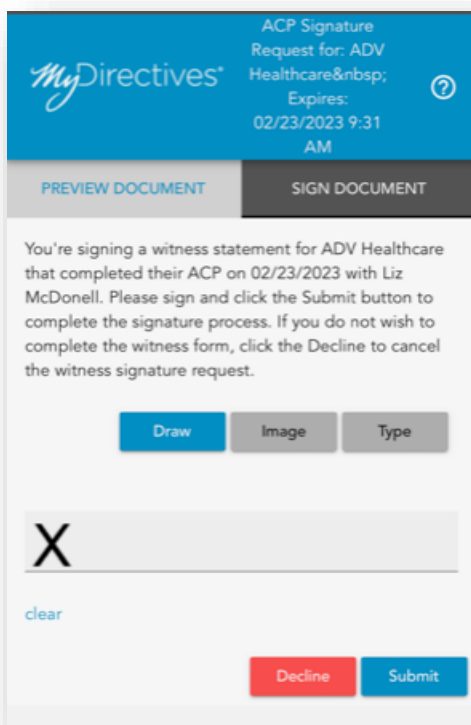 ACP Signature
Request for: ADV
MyDirectives®
Healthcare&nbsp;
Expires:
02/23/2023 9:31
AM
PREVIEW DOCUMENT
SIGN DOCUMENT
You're signing a witness statement for ADV Healthcare
that completed their ACP on 02/23/2023 with Liz
McDonell. Please sign and click the Submit button to
complete the signature process. If you do not wish to
complete the witness form, click the Decline to cancel
the witness signature request.
Draw
Image
Type
X
clear
Decline
Submit